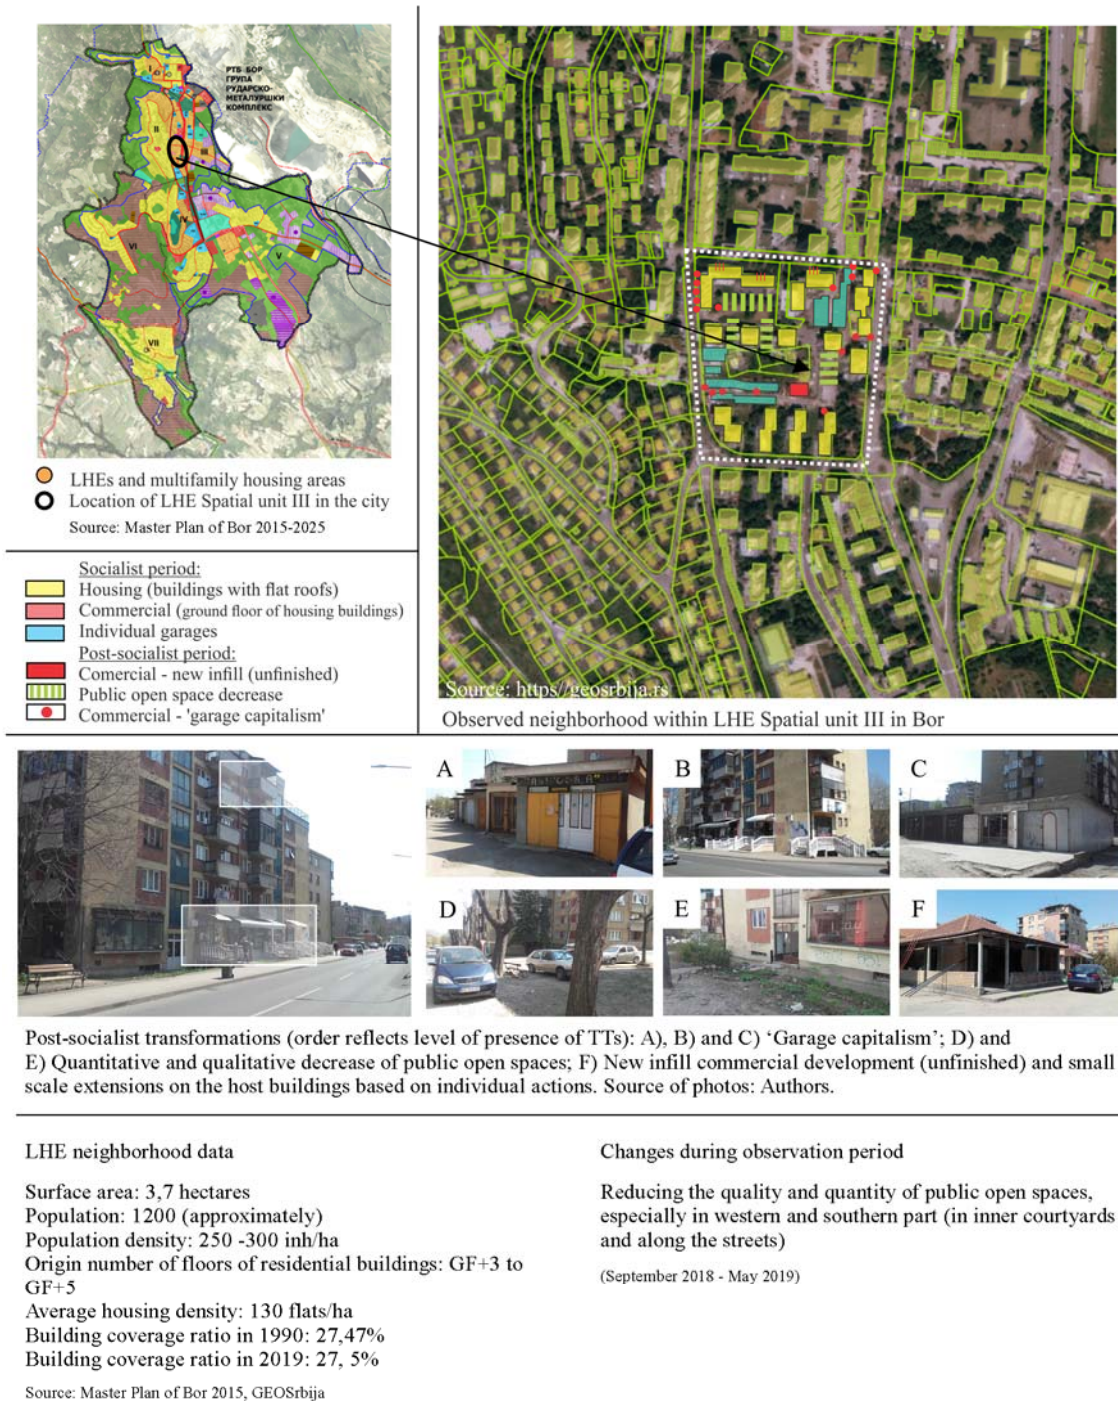 РТБ БОР
ГРУПА
РУДАРСКО-
МЕТАЛУРШКИ
КОМПЛЕКС
I
II
III
IV
V
VI
VII
LHEs and multifamily housing areas
Location of LHE Spatial unit III in the city
Source: Master Plan of Bor 2015-2025
Socialist period:
Housing (buildings with flat roofs)
Commercial (ground floor of housing buildings)
Individual garages
Post-socialist period:
Comercial - new infill (unfinished)
Public open space decrease
Commercial - 'garage capitalism'
Source: https//geosrbija.rs
Observed neighborhood within LHE Spatial unit III in Bor
A
B
C
D
E
F
Post-socialist transformations (order reflects level of presence of TTs): A), B) and C) ‘Garage capitalism’; D) and
E) Quantitative and qualitative decrease of public open spaces; F) New infill commercial development (unfinished) and small
scale extensions on the host buildings based on individual actions. Source of photos: Authors.
LHE neighborhood data
Surface area: 3,7 hectares
Population: 1200 (approximately)
Population density: 250 -300 inh/ha
Origin number of floors of residential buildings: GF+3 to
GF+5
Average housing density: 130 flats/ha
Building coverage ratio in 1990: 27,47%
Building coverage ratio in 2019: 27, 5%
Source: Master Plan of Bor 2015, GEOSrbija
Changes during observation period
Reducing the quality and quantity of public open spaces,
especially in western and southern part (in inner courtyards
and along the streets)
(September 2018 - May 2019)